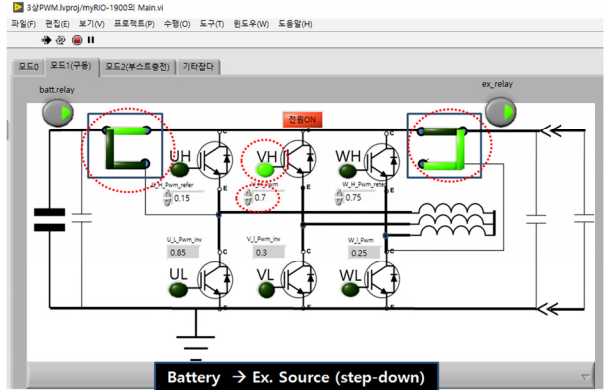 3상PWM.lvproj/myRIO-1900의 Main.vi
파일(F) 편집(E) 보기(V) 프로젝트(P) 수행(O) 도구(T) 윈도우(W) 도움말(H)
모드0 모드1(구동) 모드2(부스트충전) 기타잡다
batt.relay
ex_relay
전원ON
C C C
UH VH WH
U_H_Pwm_refer W_H_Pwm_refer
0.15 0.7 0.75
E E E
U_L_Pwm_inv V_l_Pwm_inv W_l_Pwm
0.85 0.3 0.25
C C C
UL VL WL
E E E
Battery → Ex. Source (step-down)